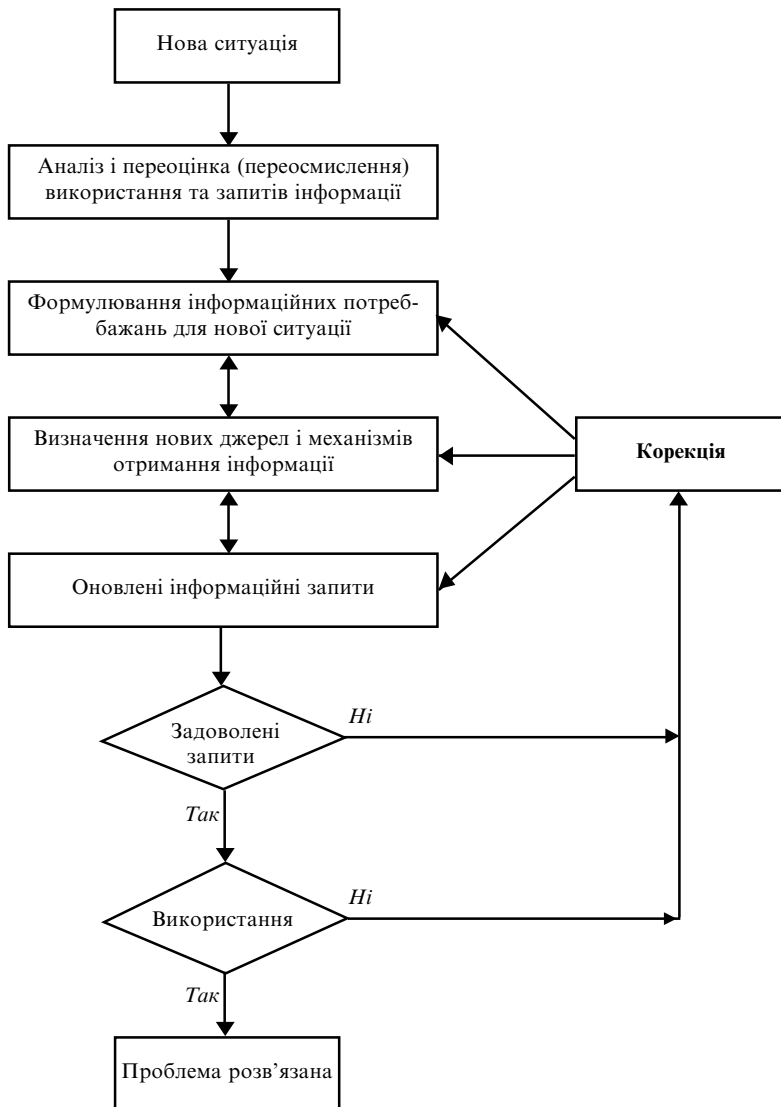 Нова ситуація
Аналіз і переоцінка (переосмислення)
використання та запитів інформації
Формулювання інформаційних потреб-
бажань для нової ситуації
Визначення нових джерел і механізмів
отримання інформації
Корекція
Оновлені інформаційні запити
Задоволені
запити
Ні
Так
Використання
Ні
Так
Проблема розв'язана